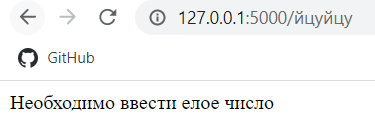 127.0.0.1:5000/йцуйцу
GitHub
Необходимо ввести елое число